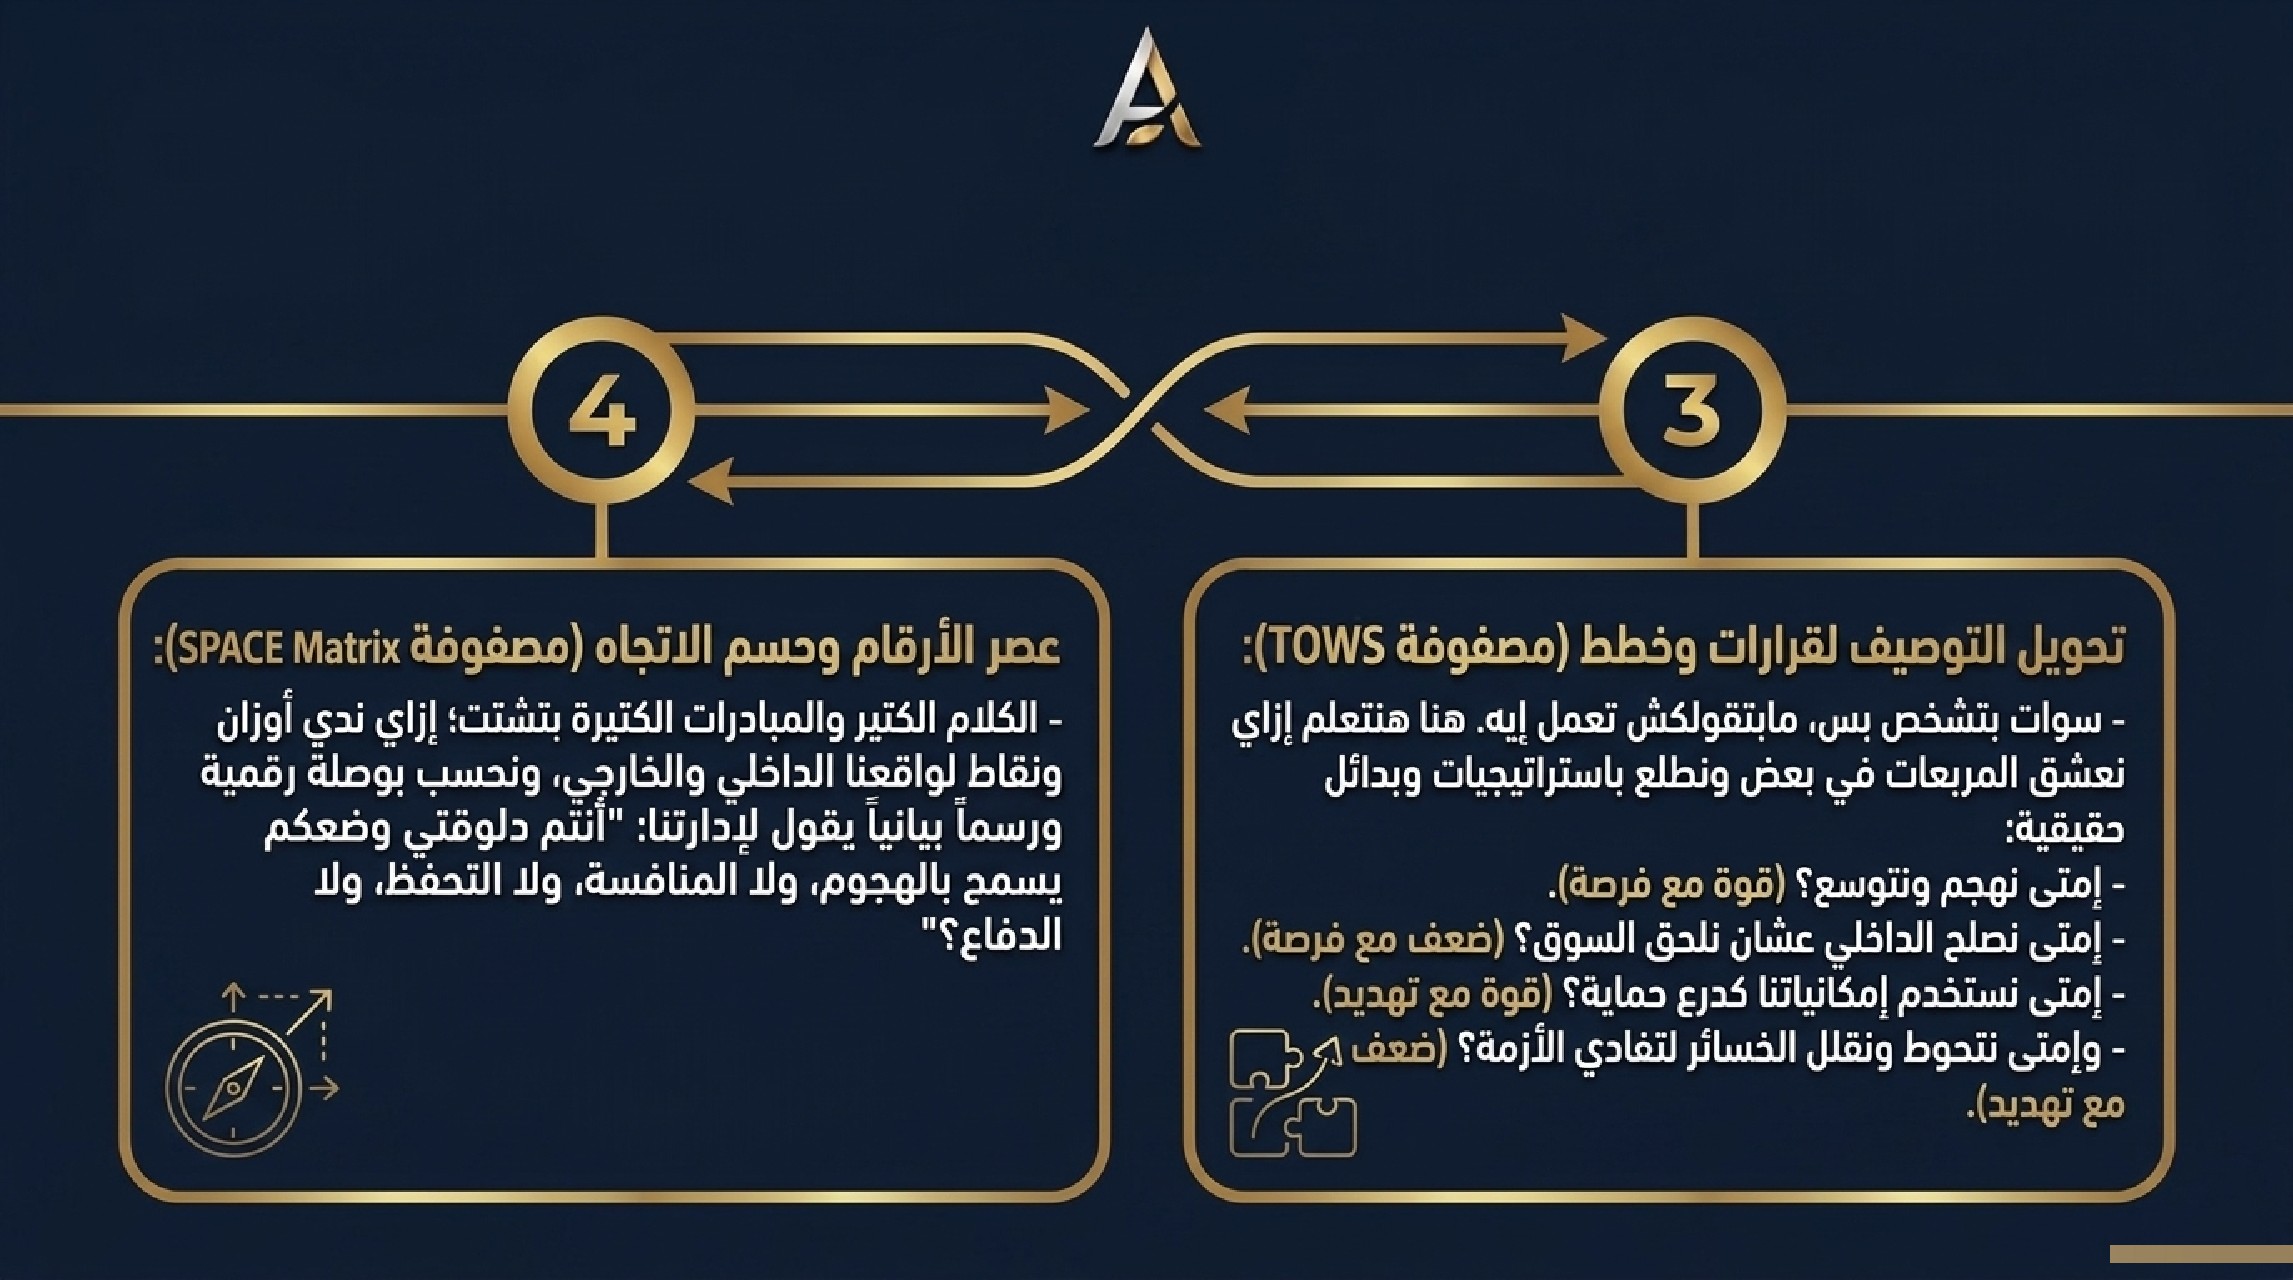 3
تحويل التوصيف لقرارات وخطط (مصفوفة TOWS):
- سوات بتشخص بس، مابتقولكش تعمل إيه. هنا هنتعلم إزاي
نعشق المربعات في بعض ونطلع باستراتيجيات وبدائل
حقيقية:
- إمتى نهجم ونتوسع؟ (قوة مع فرصة).
- إمتى نصلح الداخلي عشان نلحق السوق؟ (ضعف مع فرصة).
- إمتى نستخدم إمكانياتنا كدرع حماية؟ (قوة مع تهديد).
- وإمتى نتحوط ونقلل الخسائر لتفادي الأزمة؟ (ضعف
مع تهديد).
4
عصر الأرقام وحسم الاتجاه (مصفوفة SPACE Matrix):
- الكلام الكتير والمبادرات الكتيرة بتشتت؛ إزاي ندي أوزان
ونقاط لواقعنا الداخلي والخارجي، ونحسب بوصلة رقمية
ورسماً بيانياً يقول لإدارتنا: "أنتم دلوقتي وضعكم
يسمح بالهجوم، ولا المنافسة، ولا التحفظ، ولا
الدفاع؟"